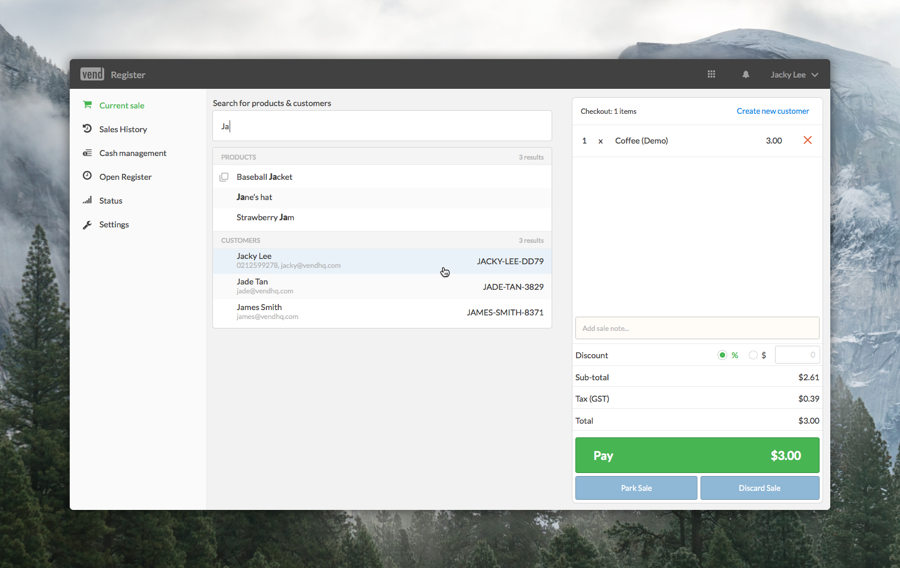 vend Register
Jacky Lee
Current sale
Sales History
Cash management
Open Register
Status
Settings
Search for products & customers
Ja
PRODUCTS 3 results
Baseball Jacket
Jane's hat
Strawberry Jam
CUSTOMERS 3 results
Jacky Lee
0212599278, jacky@vendhq.com
JACKY-LEE-DD79
Jade Tan
jade@vendhq.com
JADE-TAN-3829
James Smith
james@vendhq.com
JAMES-SMITH-8371
Checkout: 1 items Create new customer
1 x Coffee (Demo) 3.00
Add sale note...
Discount % $ 0
Sub-total $2.61
Tax (GST) $0.39
Total $3.00
Pay $3.00
Park Sale Discard Sale